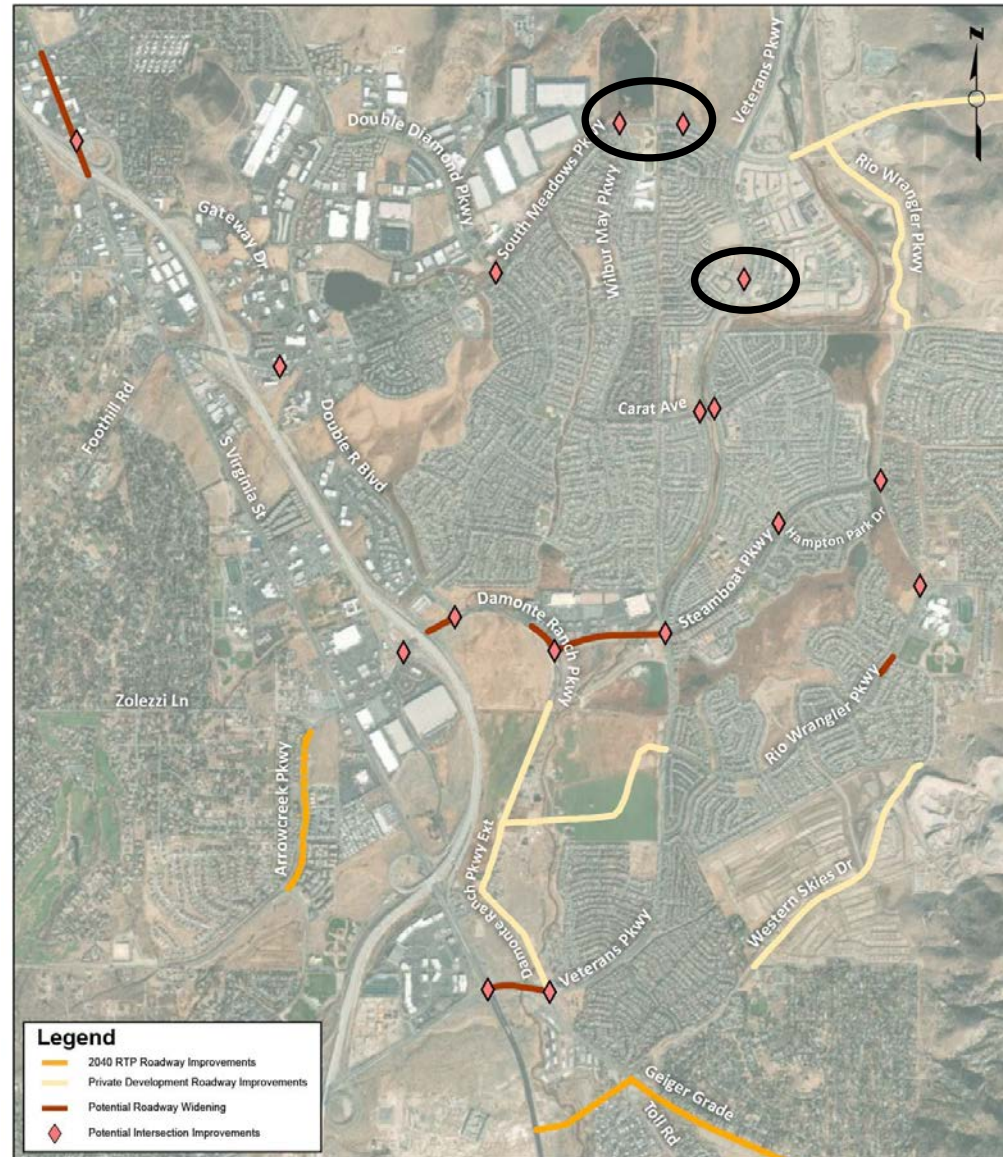 Veterans Pkwy
Z
Double Diamond Pkwy
South Meadows Pkwy
Wilbur May Pkwy
Rio Wrangler Pkwy
Gateway Dr
Foothill Rd
S Virginia St
Double R Blvd
Carat Ave
Hampton Park Dr
Steamboat Pkwy
Damonte Ranch Pkwy
Zolezzi Ln
Rio Wrangler Pkwy
Arrowcreek Pkwy
Damonte Ranch Pkwy Ext
Western Skies Dr
Veterans Pkwy
Geiger Grade
Toll Rd
Legend
2040 RTP Roadway Improvements
Private Development Roadway Improvements
Potential Roadway Widening
Potential Intersection Improvements